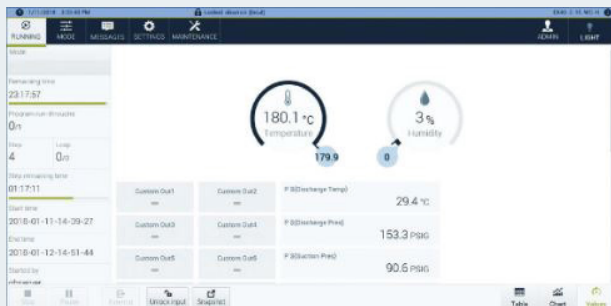 RUNNING
MODE
MESSAGES
SETTINGS
MAINTENANCE
ADMIN
LIGHT
Mode
Remaining time
23:17:57
0/1
Step
Loop
4
0/0
Step remaining time
01:17:11
Start time
2018-01-11-14-39-27
End time
2018-01-12-14-51-44
Started by
180.1 °C
Temperature
179.9
3 %
Humidity
0
Custom Out1
Custom Out2
Custom Out3
Custom Out4
Custom Out5
Custom Out6
P 3(Discharge Temp)
29.4 °C
P 3(Discharge Pres)
153.3 PSIG
P 3(Suction Pres)
90.6 PSIG
Stop
Pause
Unlock input
Snapshot
Table
Chart
Values